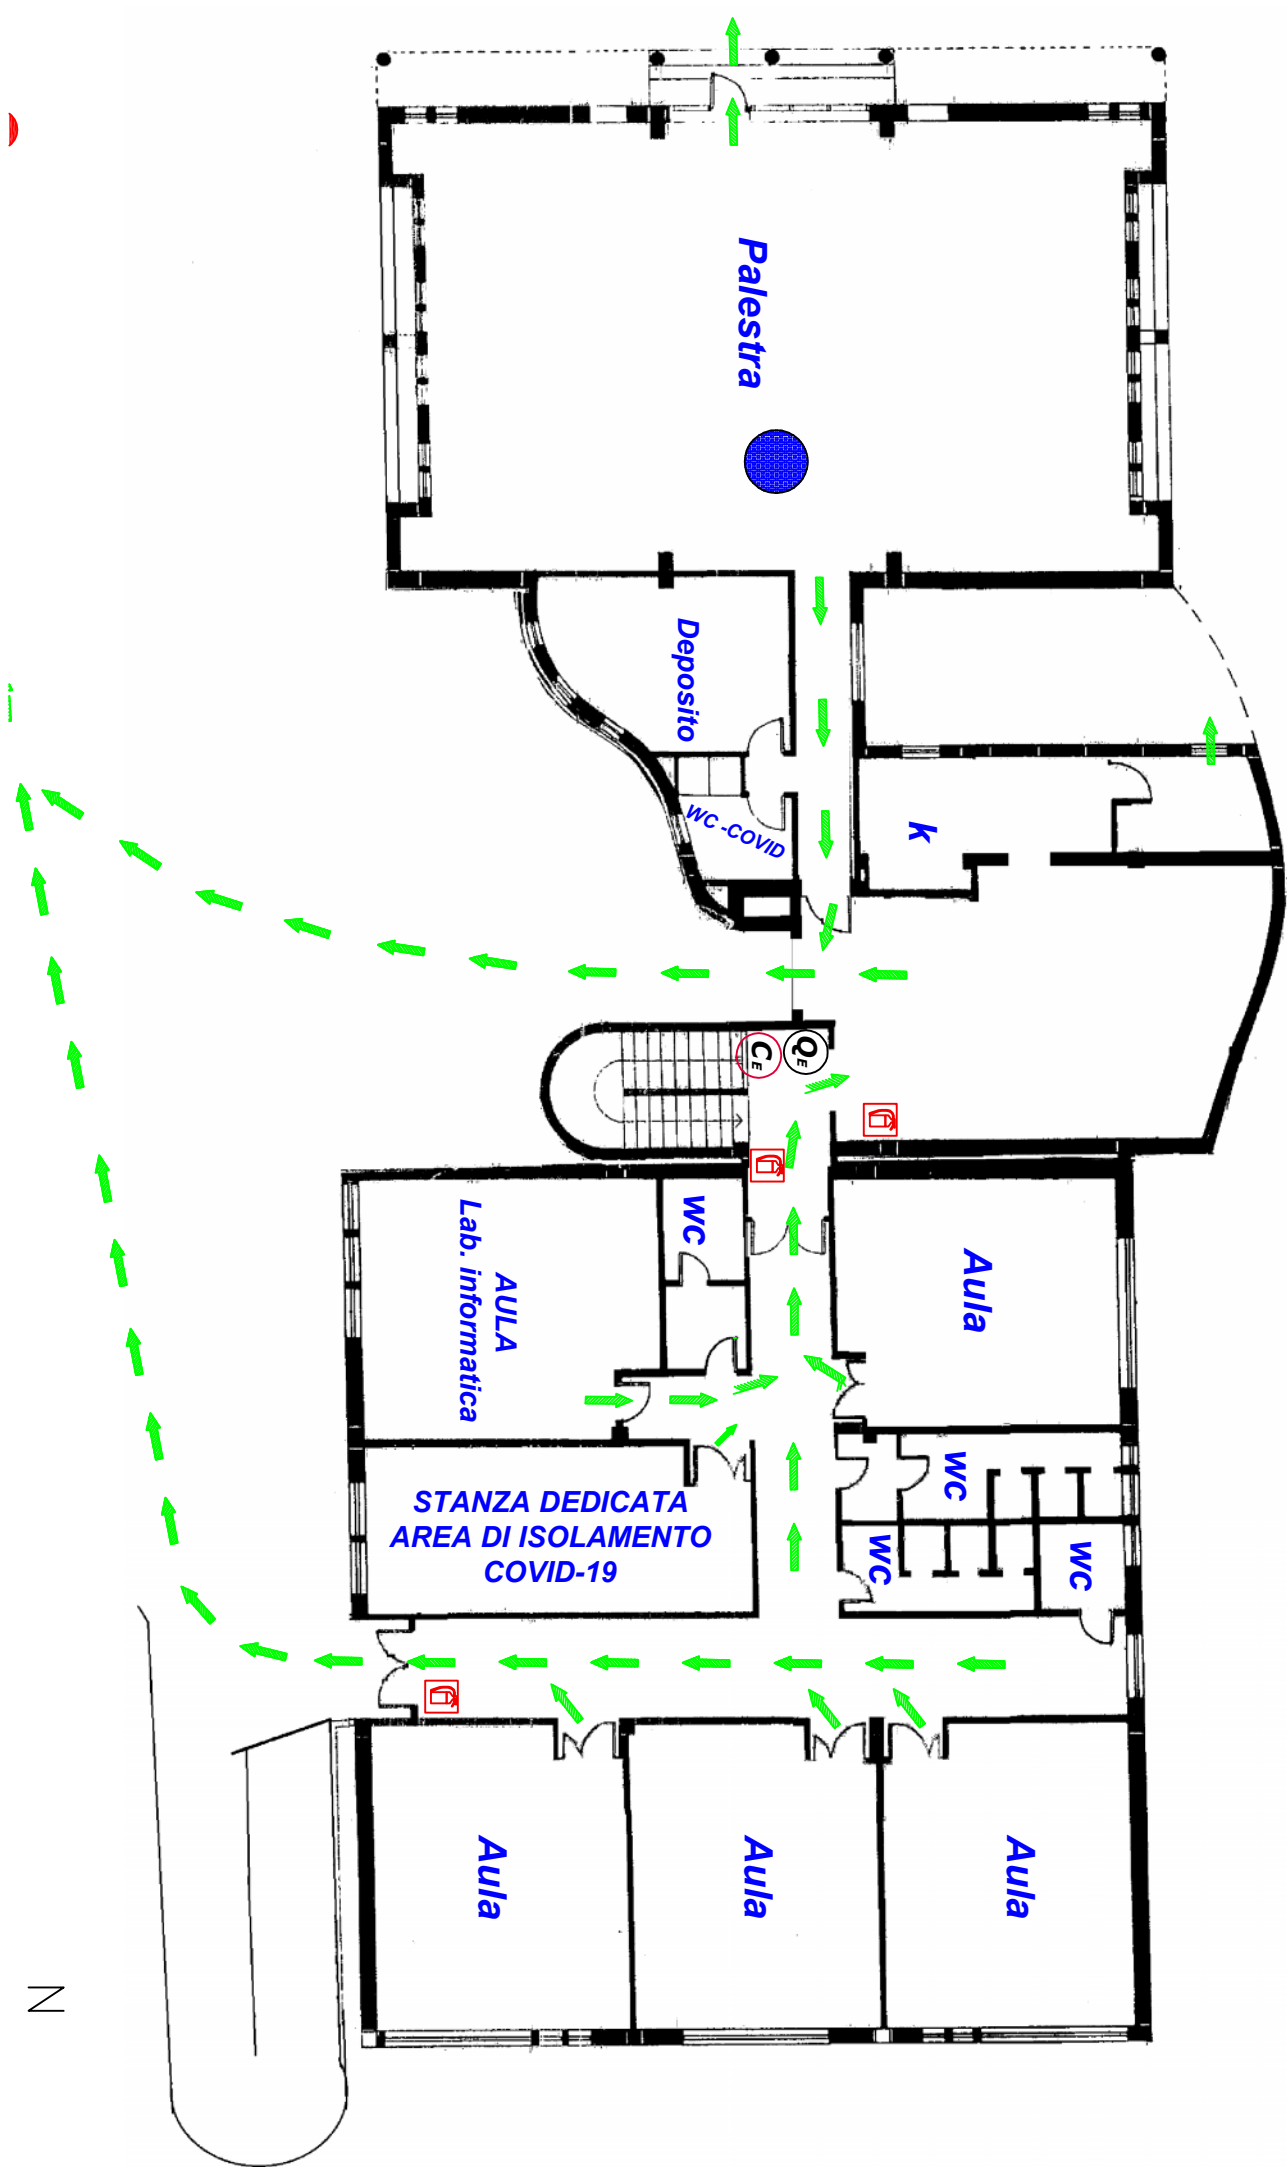 Palestra
Deposito
WC -COVID
k
QE
CE
wc
Aula
AULA
Lab. informatica
wc
STANZA DEDICATA
AREA DI ISOLAMENTO
COVID-19
wc
wc
Aula
Aula
Aula
N